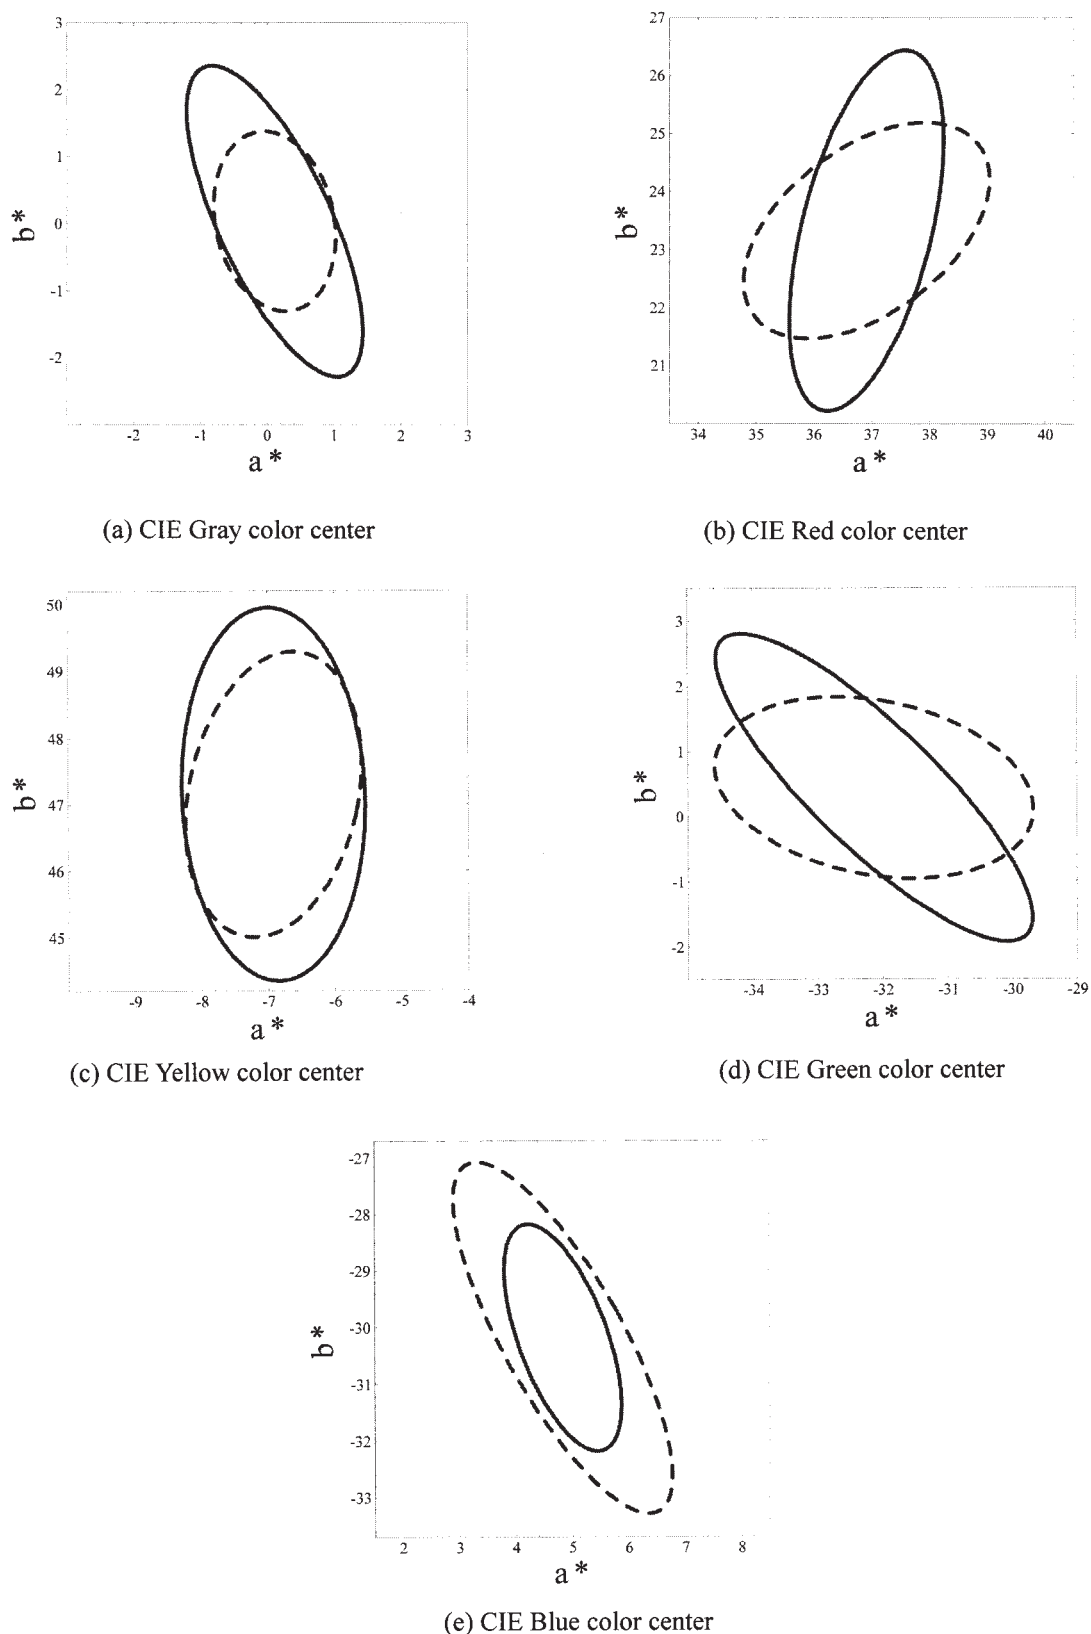 3
2
1
0
-1
-2
b*
-2 -1 0 1 2 3
a*
(a) CIE Gray color center
27
26
25
24
23
22
21
b*
34 35 36 37 38 39 40
a*
(b) CIE Red color center
50
49
48
47
46
45
b*
-9 -8 -7 -6 -5 -4
a*
(c) CIE Yellow color center
3
2
1
0
-1
-2
b*
-34 -33 -32 -31 -30 -29
a*
(d) CIE Green color center
-27
-28
-29
-30
-31
-32
-33
b*
2 3 4 5 6 7 8
a*
(e) CIE Blue color center